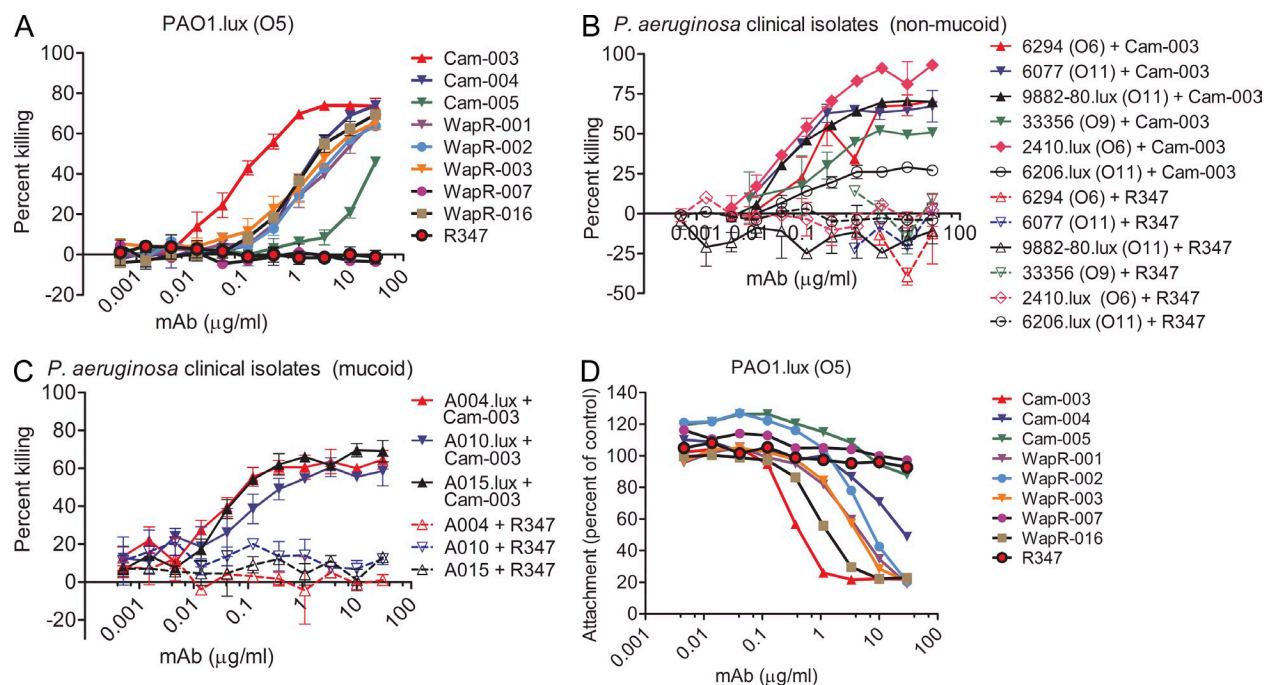 A
PAO1.lux (O5)
Percent killing
100
80
60
40
20
0
-20
0.001
0.01
0.1
1
10
100
mAb (μg/ml)
Cam-003
Cam-004
Cam-005
WapR-001
WapR-002
WapR-003
WapR-007
WapR-016
R347
B
P. aeruginosa clinical isolates (non-mucoid)
Percent killing
100
75
50
25
0
-25
-50
0.001
0.01
0.1
1
10
100
mAb (μg/ml)
6294 (O6) + Cam-003
6077 (O11) + Cam-003
9882-80.lux (O11) + Cam-003
33356 (O9) + Cam-003
2410.lux (O6) + Cam-003
6206.lux (O11) + Cam-003
6294 (O6) + R347
6077 (O11) + R347
9882-80.lux (O11) + R347
33356 (O9) + R347
2410.lux (O6) + R347
6206.lux (O11) + R347
C
P. aeruginosa clinical isolates (mucoid)
Percent killing
100
80
60
40
20
0
-20
0.001
0.01
0.1
1
10
100
mAb (μg/ml)
A004.lux +
Cam-003
A010.lux +
Cam-003
A015.lux +
Cam-003
A004 + R347
A010 + R347
A015 + R347
D
PAO1.lux (O5)
Attachment (percent of control)
140
120
100
80
60
40
20
0
0.001
0.01
0.1
1
10
100
mAb (μg/ml)
Cam-003
Cam-004
Cam-005
WapR-001
WapR-002
WapR-003
WapR-007
WapR-016
R347